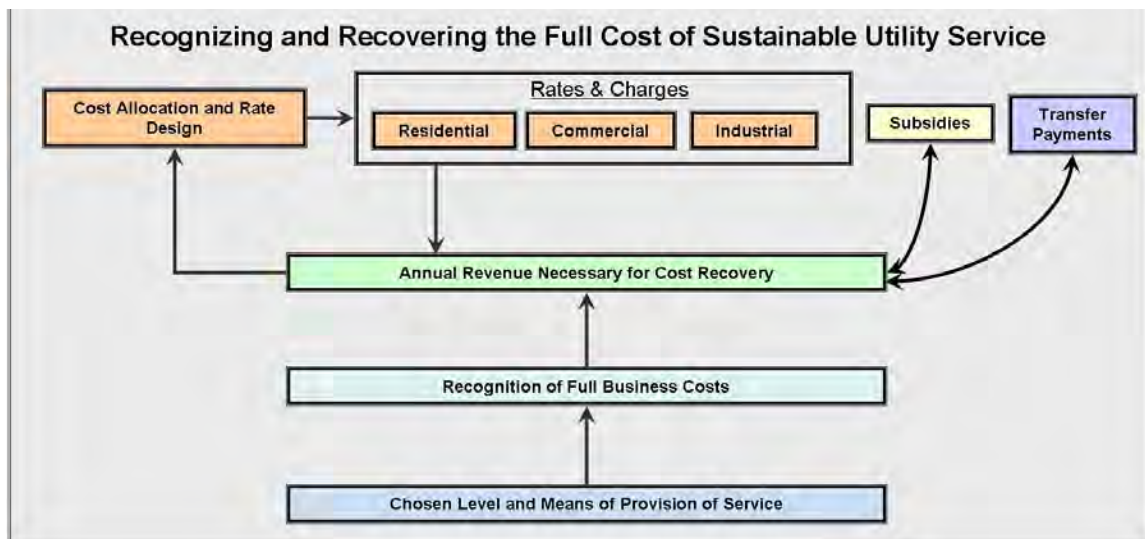 Recognizing and Recovering the Full Cost of Sustainable Utility Service
Cost Allocation and Rate
Design
Rates & Charges
Residential
Commercial
Industrial
Subsidies
Transfer
Payments
Annual Revenue Necessary for Cost Recovery
Recognition of Full Business Costs
Chosen Level and Means of Provision of Service